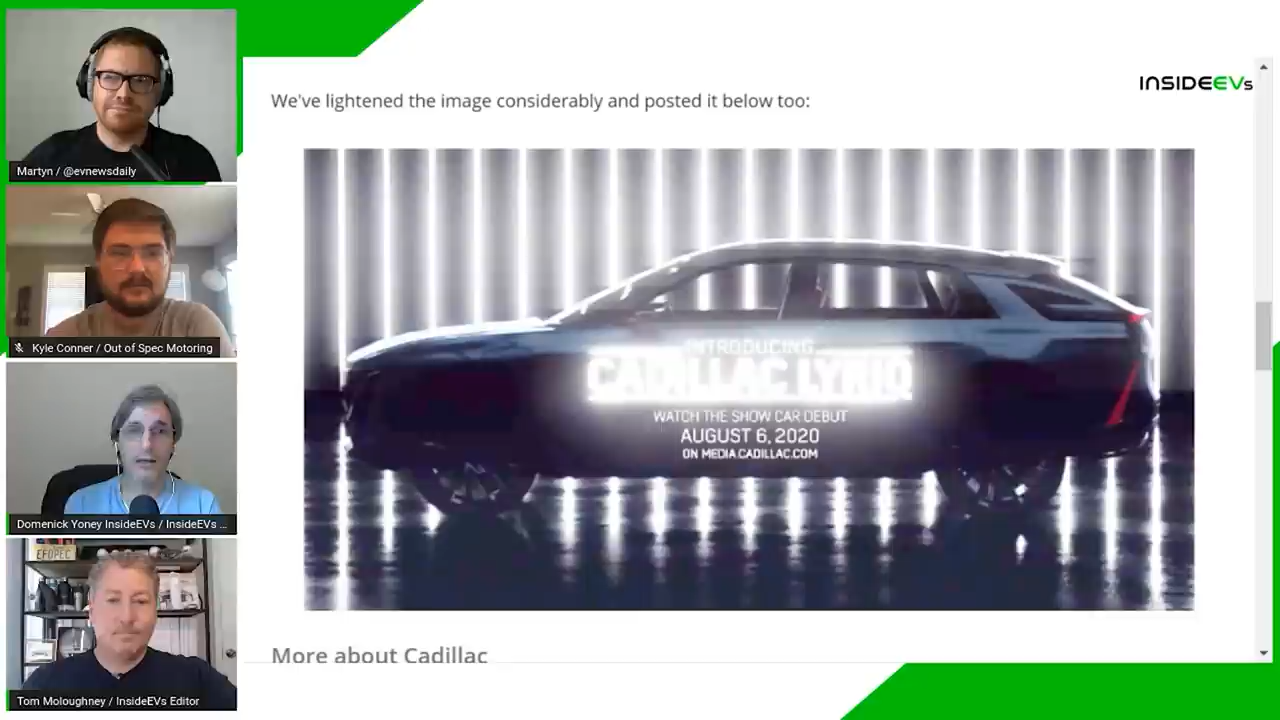 Martyn / @evnewsdaily
Kyle Conner / Out of Spec Motoring
Domenick Yoney InsideEVs / InsideEVs ...
EFOPEC
Tom Moloughney / InsideEVs Editor
INSIDEEVs
We've lightened the image considerably and posted it below too:
INTRODUCING
CADILLAC LYRIQ
WATCH THE SHOW CAR DEBUT
AUGUST 6, 2020
ON MEDIA.CADILLAC.COM
More about Cadillac